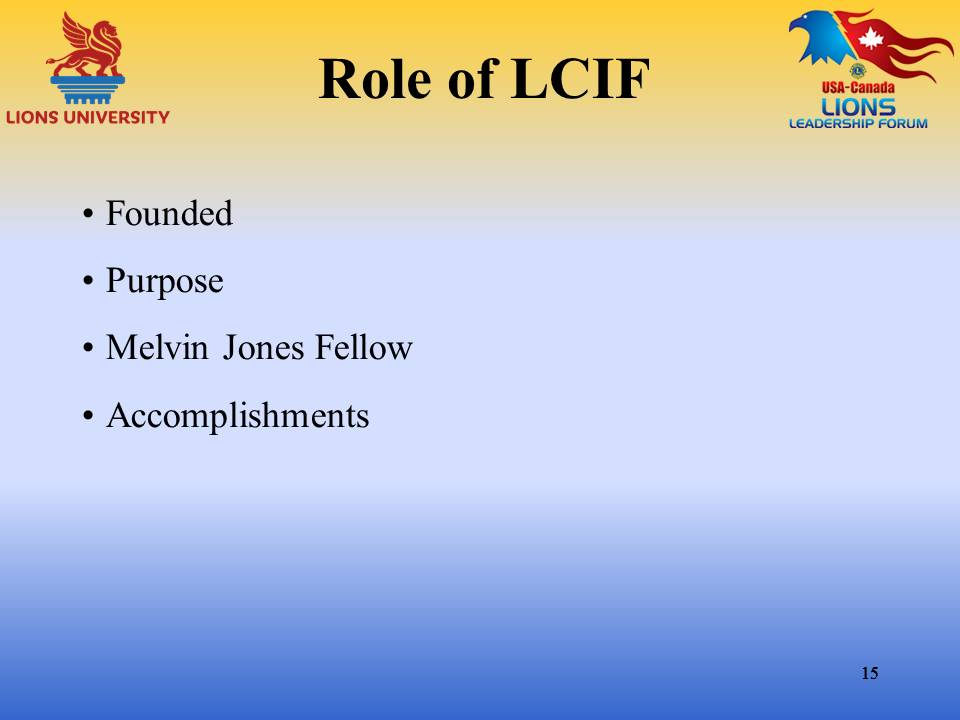 LIONS UNIVERSITY
Role of LCIF
USA-Canada
LIONS
LEADERSHIP FORUM
• Founded
• Purpose
• Melvin Jones Fellow
• Accomplishments
15